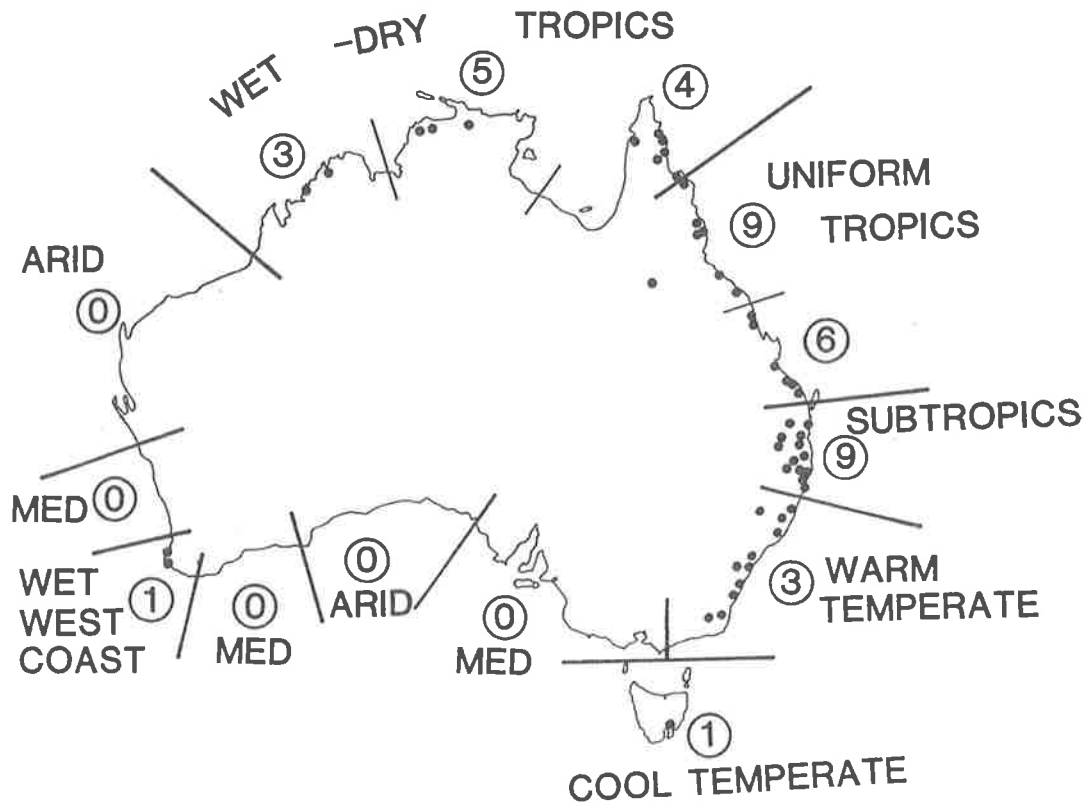 WET -DRY TROPICS
5
4
3
UNIFORM
TROPICS
9
ARID
0
6
SUBTROPICS
9
MED 0
0
ARID
WET
WEST
COAST
1
0
MED
0
MED
3
WARM
TEMPERATE
1
COOL TEMPERATE